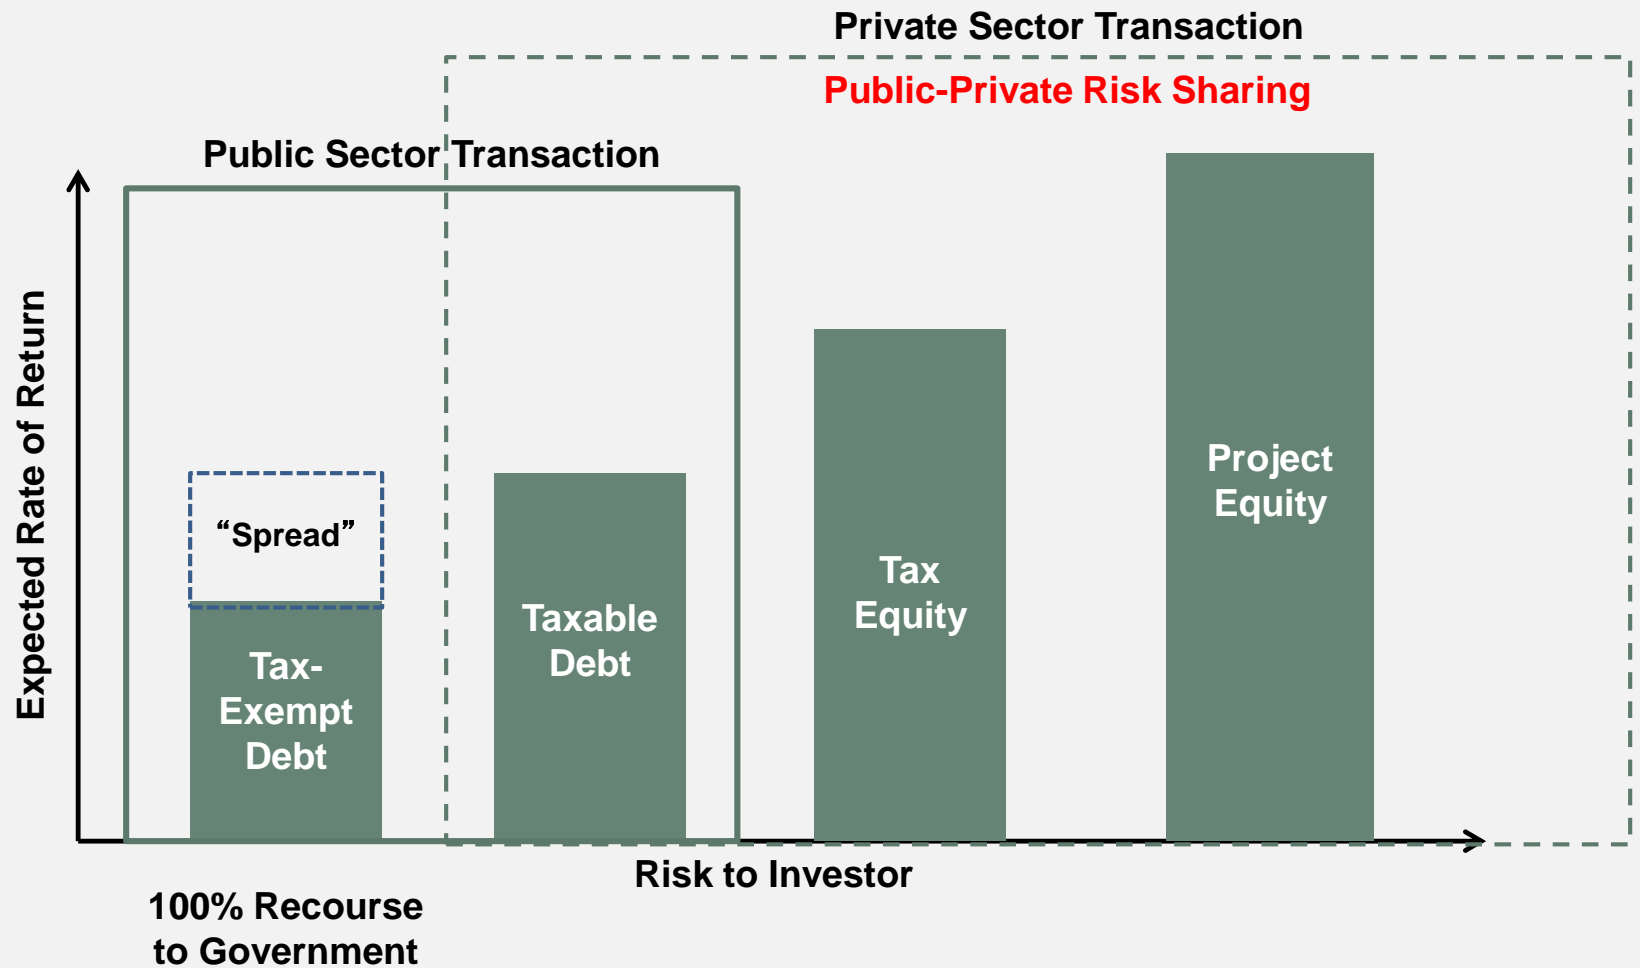 Private Sector Transaction
Public-Private Risk Sharing
Public Sector Transaction
Expected Rate of Return
“Spread”
Tax-
Exempt
Debt
Taxable
Debt
Tax
Equity
Project
Equity
Risk to Investor
100% Recourse
to Government